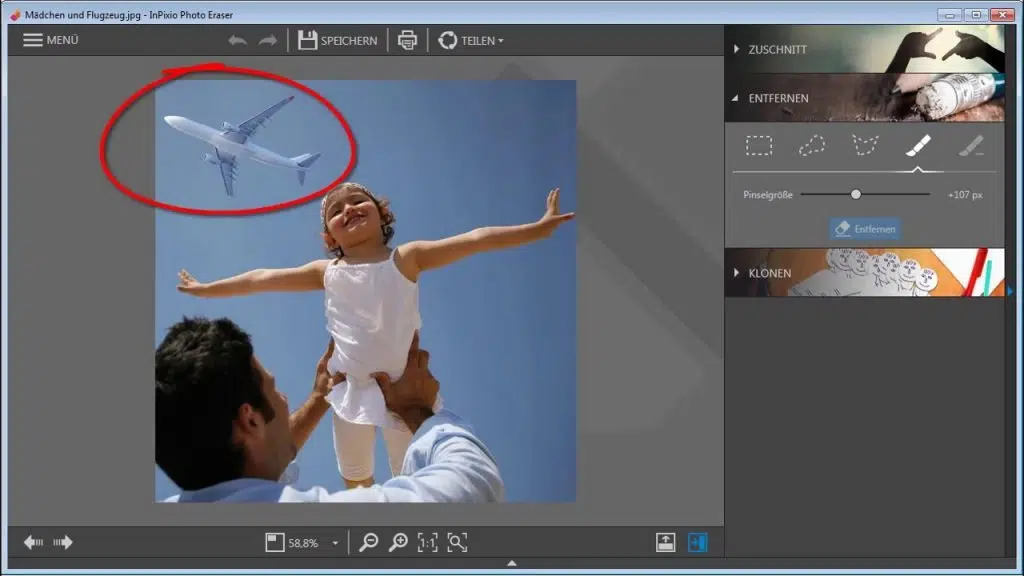 Mädchen und Flugzeug.jpg - InPixio Photo Eraser
MENÜ
SPEICHERN
TEILEN
ZUSCHNITT
ENTFERNEN
Pinselgröße
+107 px
Entfernen
KLONEN
58,8%
1:1